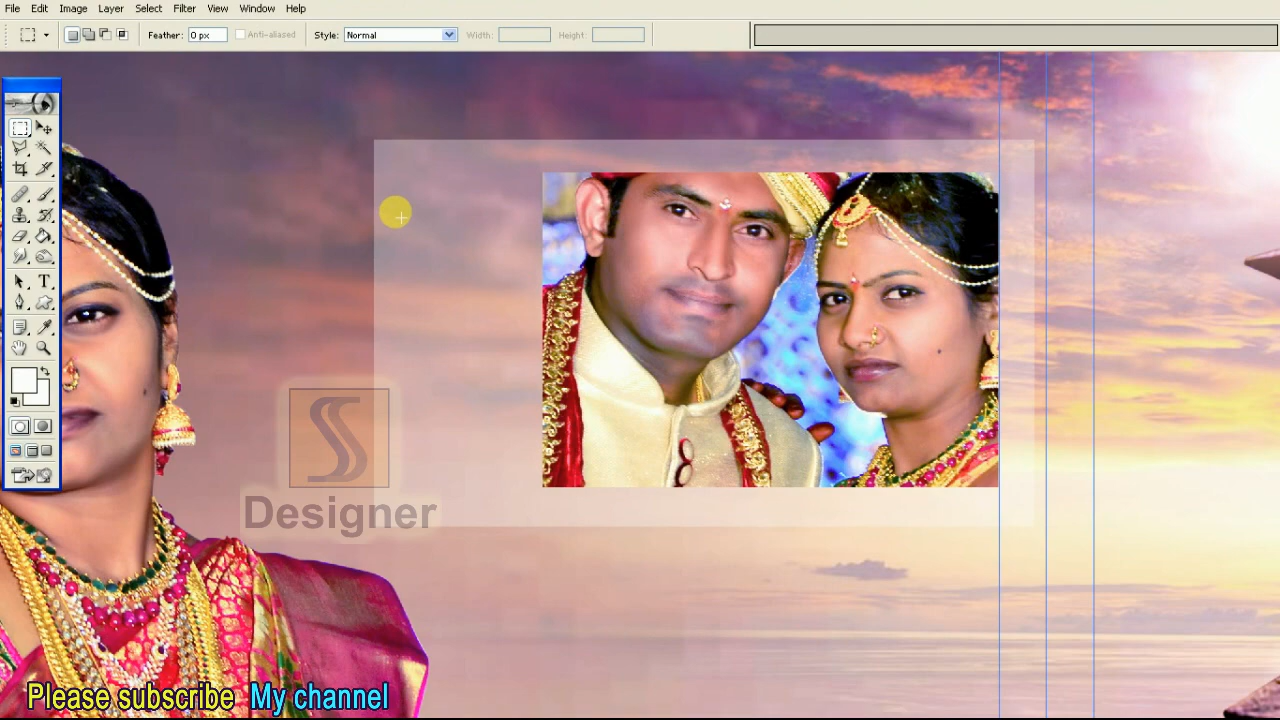 File Edit Image Layer Select Filter View Window Help
Feather: 0 px Anti-aliased Style: Normal Width: Height:
T
S
Designer
Please subscribe My channel